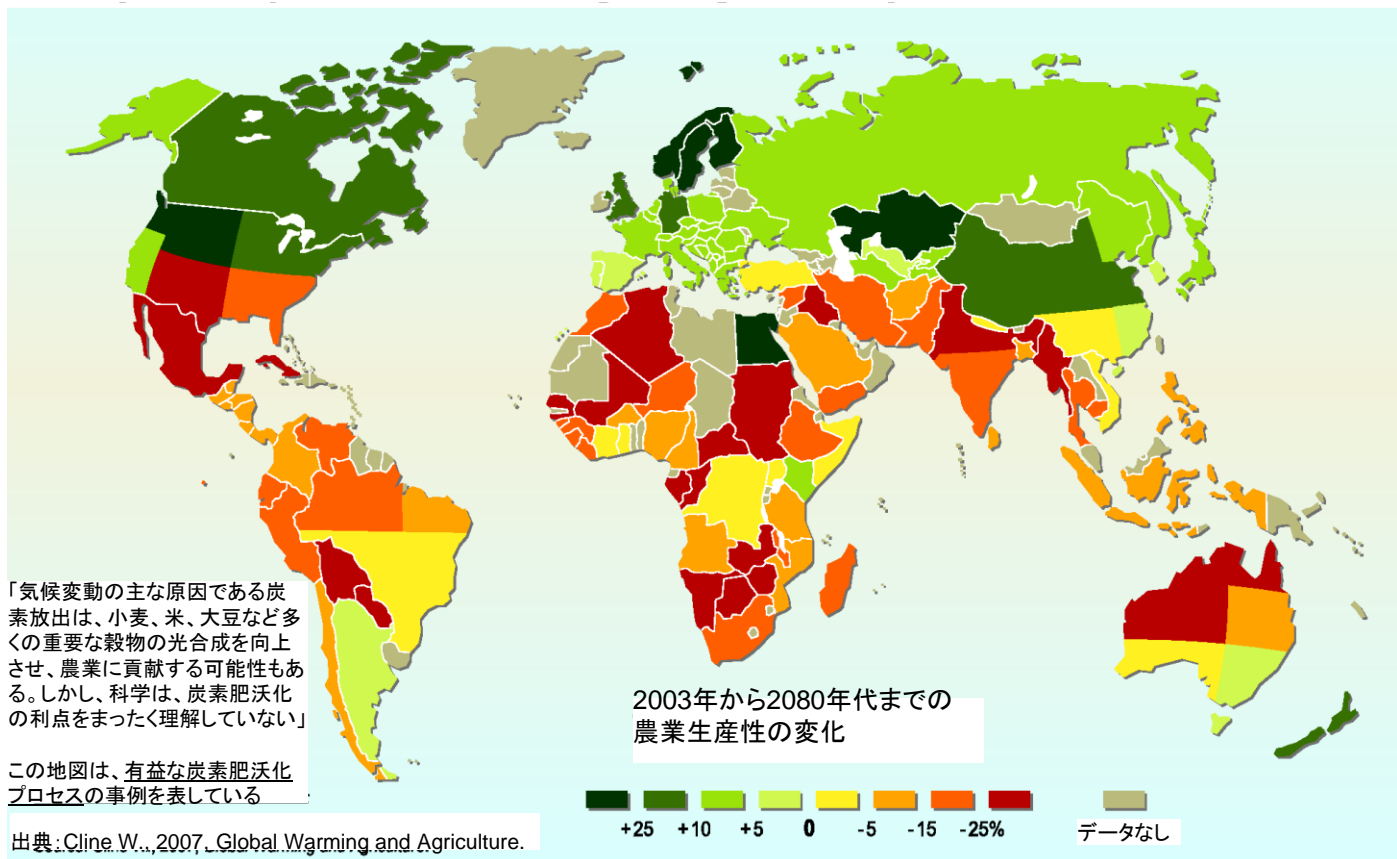 「気候変動の主な原因である炭
素放出は、小麦、米、大豆など多
くの重要な穀物の光合成を向上
させ、農業に貢献する可能性もあ
る。しかし、科学は、炭素肥沃化
の利点をまったく理解していない」
この地図は、有益な炭素肥沃化
プロセスの事例を表している
出典：Cline W., 2007, Global Warming and Agriculture.
2003年から2080年代までの
農業生産性の変化
+25 +10 +5 0 -5 -15 -25%
データなし